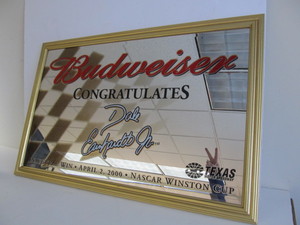 Budweiser
CONGRATULATES
Dale
Earnhardt Jr.
TEXAS
WIN • APRIL 2, 2000 • NASCAR WINSTON CUP